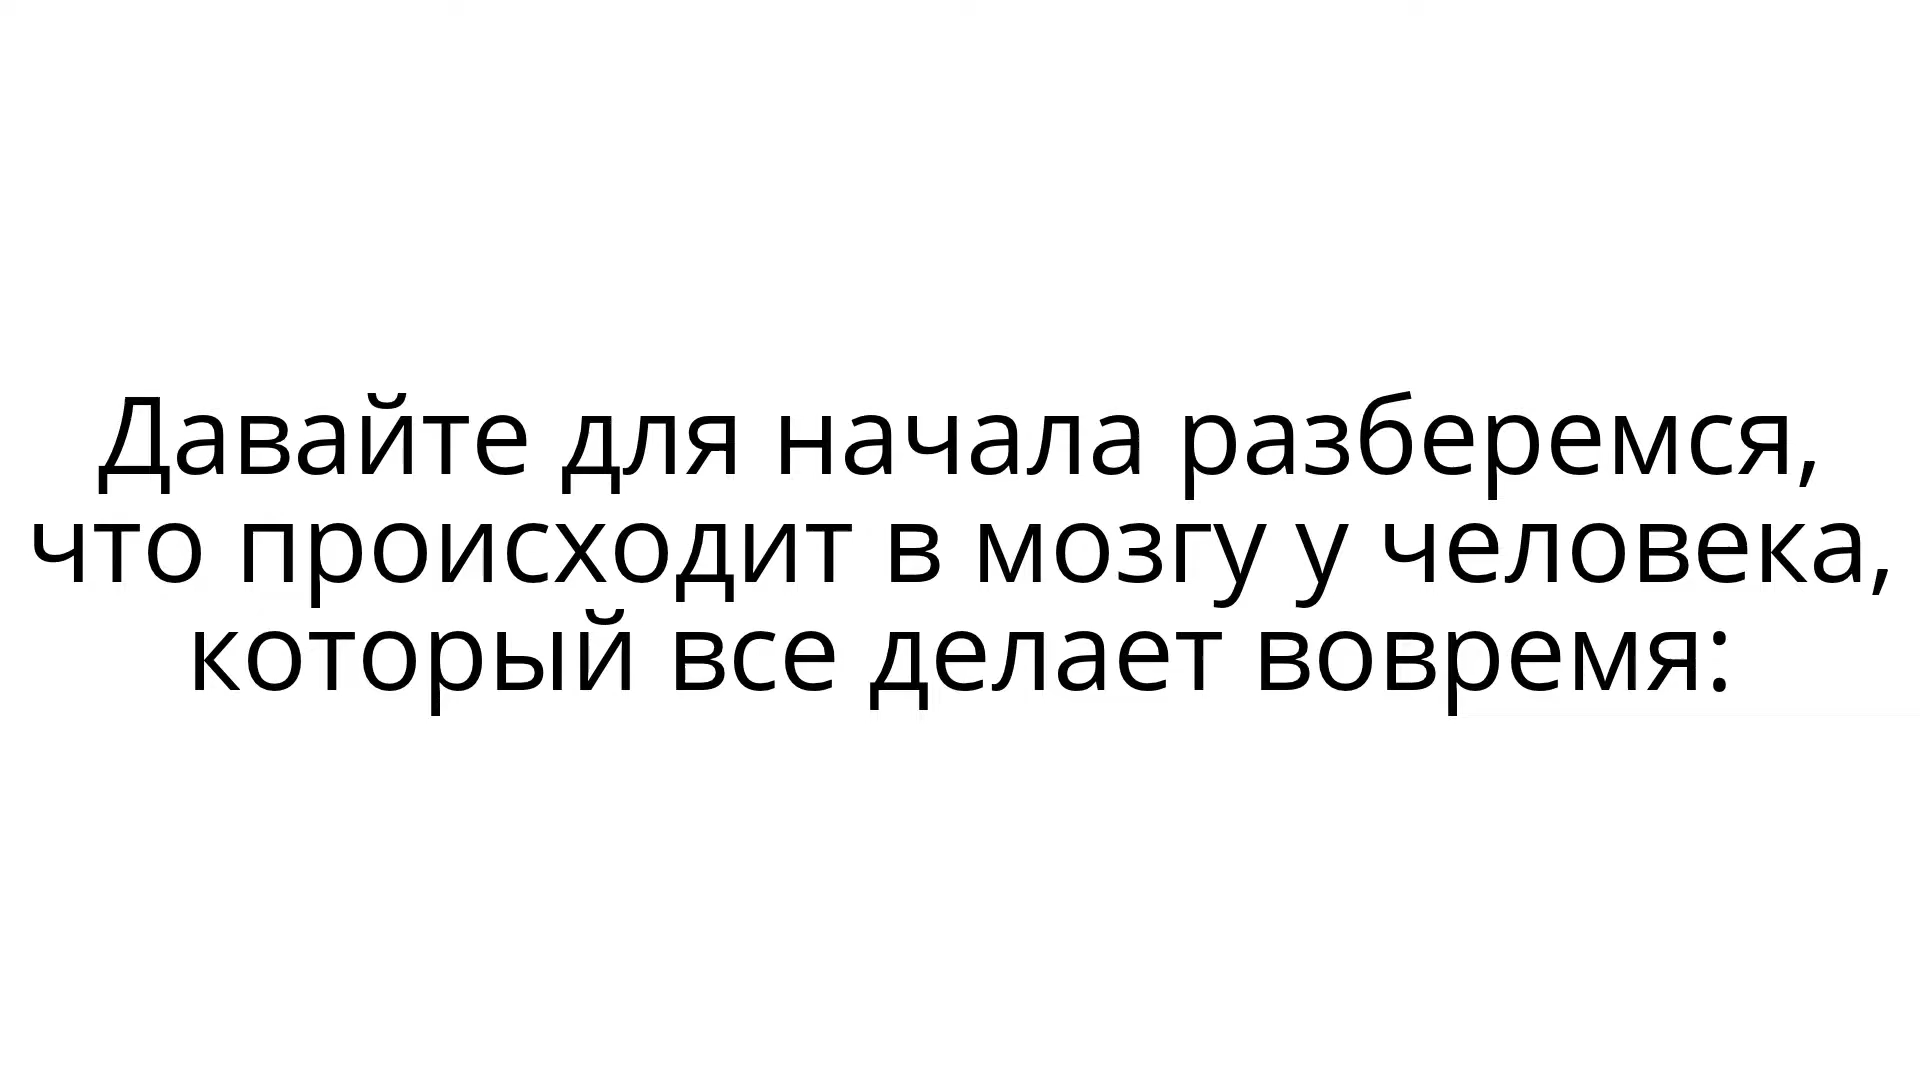 Давайте для начала разберемся,
что происходит в мозгу у человека,
который все делает вовремя: